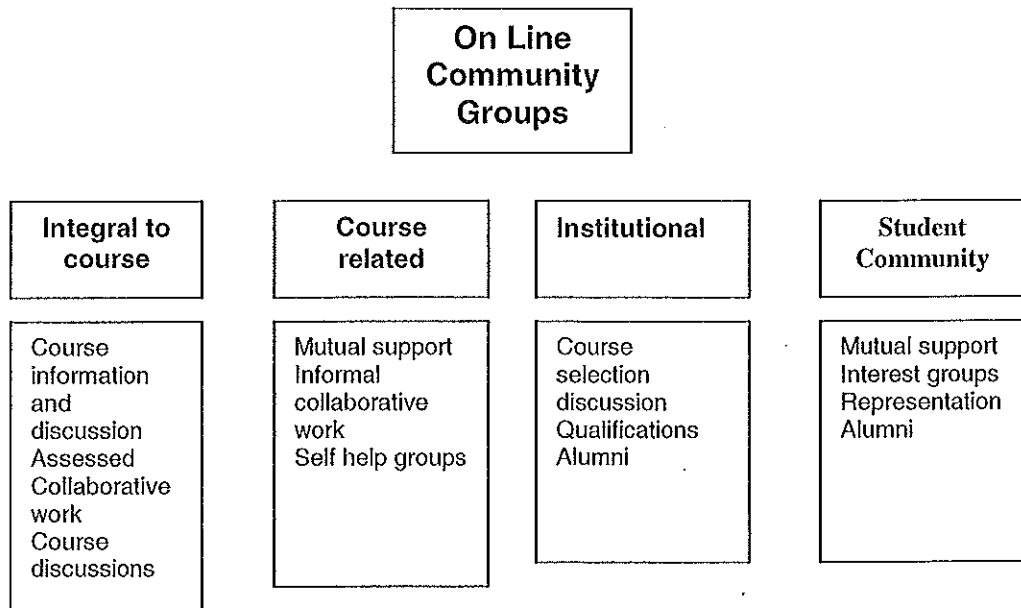 On Line
Community
Groups
Integral to
course
Course
related
Institutional
Student
Community
Course
information
and
discussion
Assessed
Collaborative
work
Course
discussions
Mutual support
Informal
collaborative
work
Self help groups
Course
selection
discussion
Qualifications
Alumni
Mutual support
Interest groups
Representation
Alumni